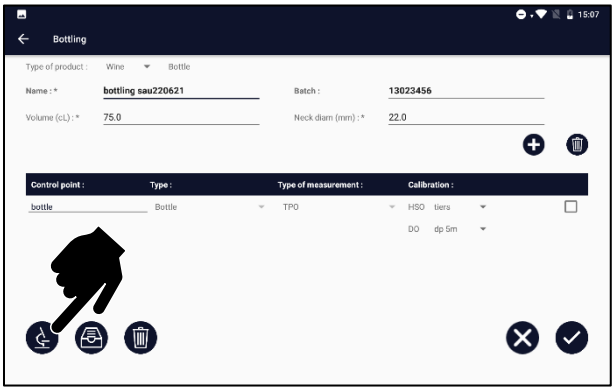 15:07
Bottling
Type of product : Wine Bottle
Name : * bottling sau220621 Batch : 13023456
Volume (cL) : * 75.0 Neck diam (mm) : * 22.0
Control point : Type : Type of measurement : Calibration :
bottle Bottle TPO HSO tiers
DO dp 5m